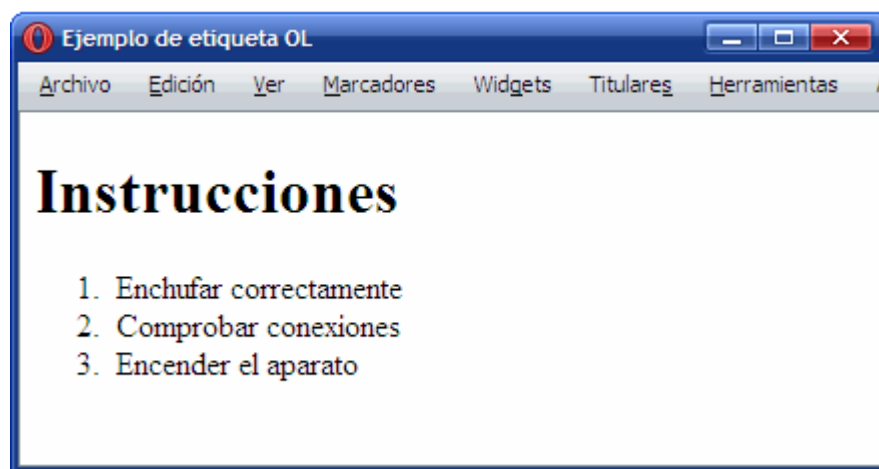 Ejemplo de etiqueta OL
Archivo Edición Ver Marcadores Widgets Titulares Herramientas
Instrucciones
1. Enchufar correctamente
2. Comprobar conexiones
3. Encender el aparato